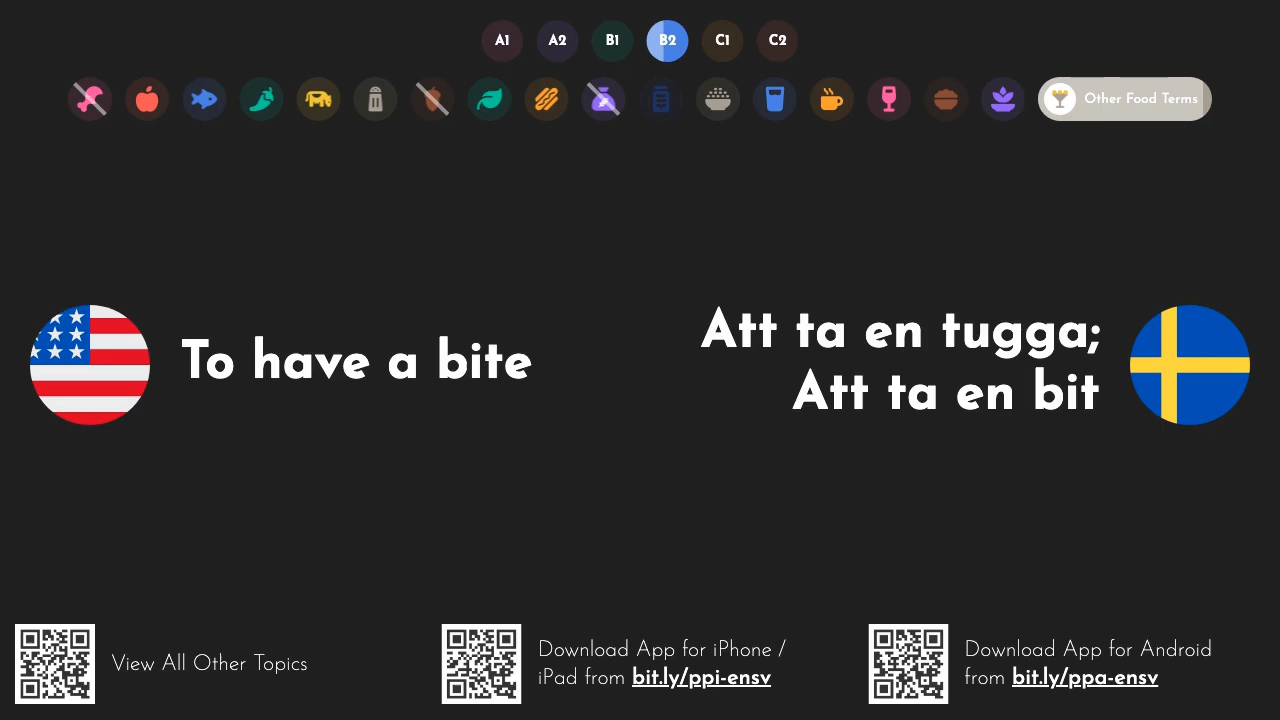 A1 A2 B1 B2 C1 C2
Other Food Terms
To have a bite
Att ta en tugga;
Att ta en bit
View All Other Topics
Download App for iPhone /
iPad from bit.ly/ppi-ensv
Download App for Android
from bit.ly/ppa-ensv